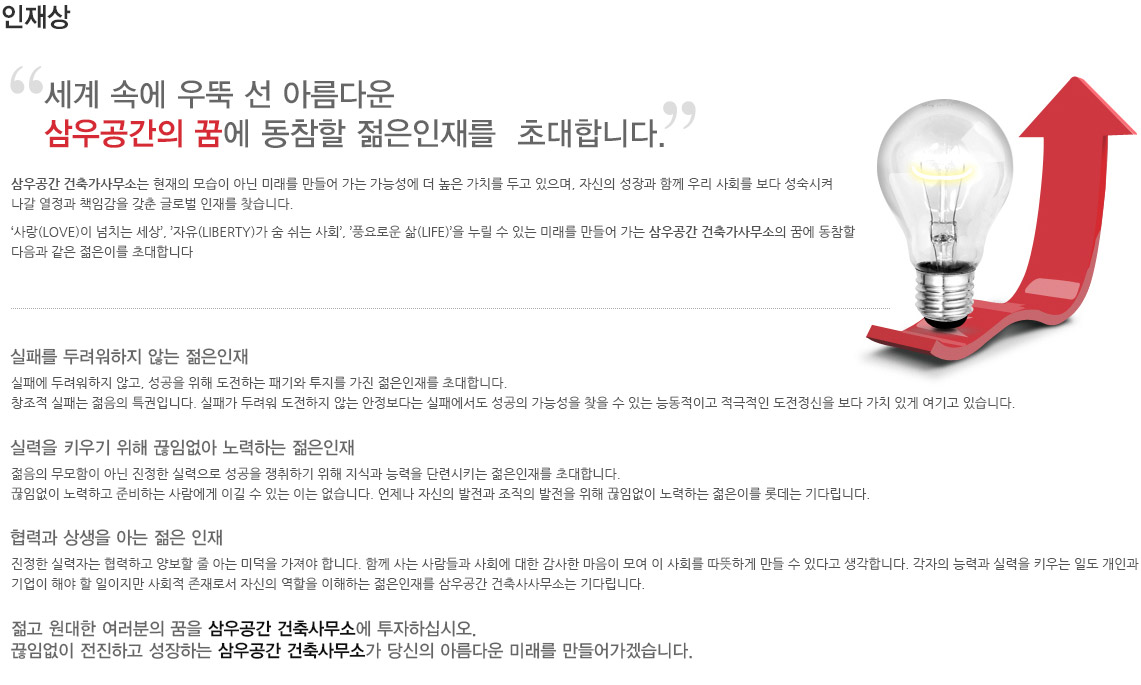 인재상
“세계 속에 우뚝 선 아름다운
삼우공간의 꿈에 동참할 젊은인재를 초대합니다.”
삼우공간 건축가사무소는 현재의 모습이 아닌 미래를 만들어 가는 가능성에 더 높은 가치를 두고 있으며, 자신의 성장과 함께 우리 사회를 보다 성숙시켜
나갈 열정과 책임감을 갖춘 글로벌 인재를 찾습니다.
‘사랑(LOVE)이 넘치는 세상’, ’자유(LIBERTY)가 숨 쉬는 사회’, ’풍요로운 삶(LIFE)’을 누릴 수 있는 미래를 만들어 가는 삼우공간 건축가사무소의 꿈에 동참할
다음과 같은 젊은이를 초대합니다
실패를 두려워하지 않는 젊은인재
실패에 두려워하지 않고, 성공을 위해 도전하는 패기와 투지를 가진 젊은인재를 초대합니다.
창조적 실패는 젊음의 특권입니다. 실패가 두려워 도전하지 않는 안정보다는 실패에서도 성공의 가능성을 찾을 수 있는 능동적이고 적극적인 도전정신을 보다 가치 있게 여기고 있습니다.
실력을 키우기 위해 끊임없아 노력하는 젊은인재
젊음의 무모함이 아닌 진정한 실력으로 성공을 쟁취하기 위해 지식과 능력을 단련시키는 젊은인재를 초대합니다.
끊임없이 노력하고 준비하는 사람에게 이길 수 있는 이는 없습니다. 언제나 자신의 발전과 조직의 발전을 위해 끊임없이 노력하는 젊은이를 롯데는 기다립니다.
협력과 상생을 아는 젊은 인재
진정한 실력자는 협력하고 양보할 줄 아는 미덕을 가져야 합니다. 함께 사는 사람들과 사회에 대한 감사한 마음이 모여 이 사회를 따뜻하게 만들 수 있다고 생각합니다. 각자의 능력과 실력을 키우는 일도 개인과
기업이 해야 할 일이지만 사회적 존재로서 자신의 역할을 이해하는 젊은인재를 삼우공간 건축사사무소는 기다립니다.
젊고 원대한 여러분의 꿈을 삼우공간 건축사무소에 투자하십시오.
끊임없이 전진하고 성장하는 삼우공간 건축사무소가 당신의 아름다운 미래를 만들어가겠습니다.